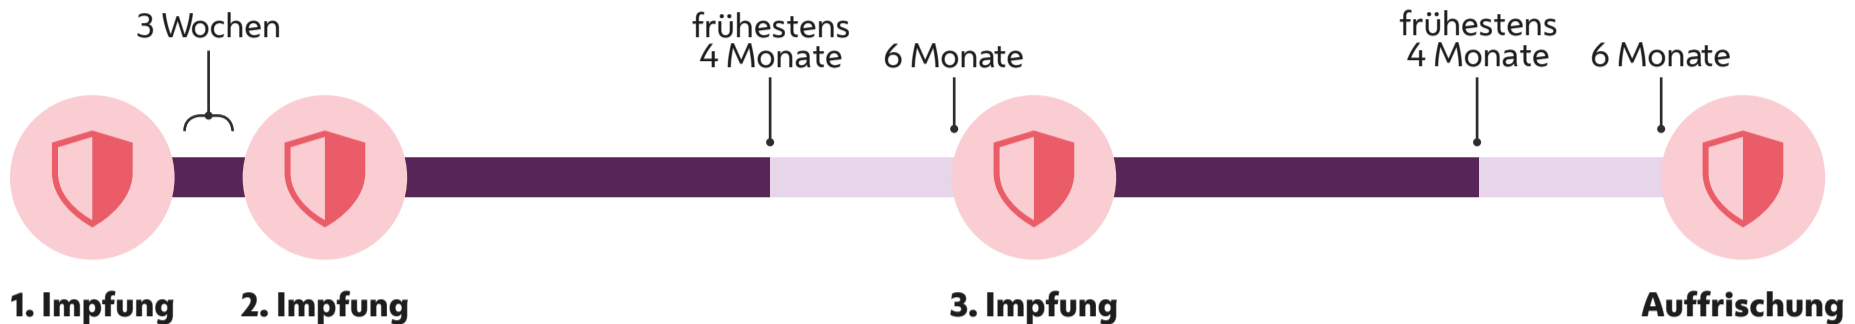 3 Wochen
frühestens
4 Monate
6 Monate
frühestens
4 Monate
6 Monate
1. Impfung
2. Impfung
3. Impfung
Auffrischung